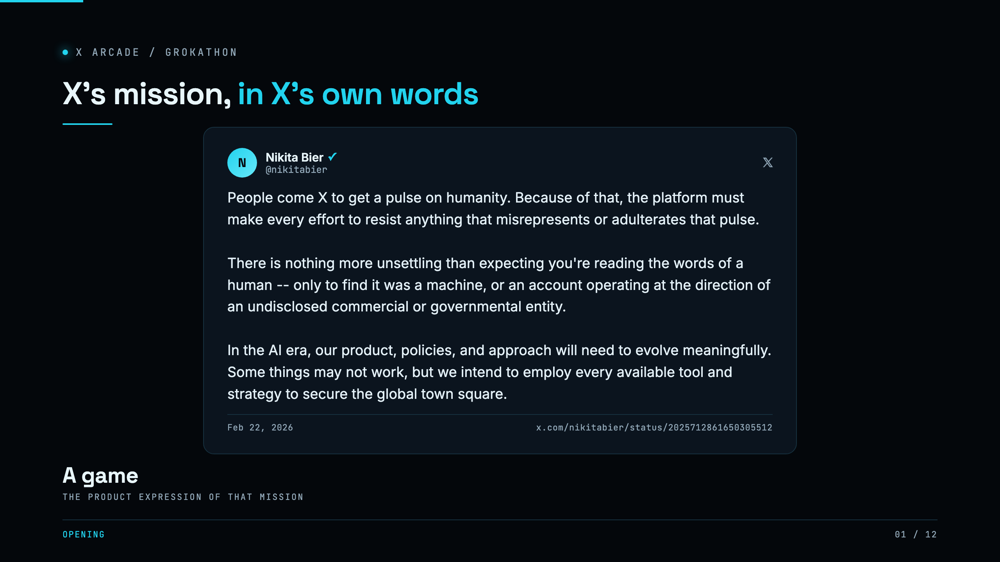 X ARCADE / GROKATHON
X’s mission, in X’s own words
N
Nikita Bier ✓
@nikitabier
𝕏
People come X to get a pulse on humanity. Because of that, the platform must
make every effort to resist anything that misrepresents or adulterates that pulse.
There is nothing more unsettling than expecting you're reading the words of a
human -- only to find it was a machine, or an account operating at the direction of
an undisclosed commercial or governmental entity.
In the AI era, our product, policies, and approach will need to evolve meaningfully.
Some things may not work, but we intend to employ every available tool and
strategy to secure the global town square.
Feb 22, 2026
x.com/nikitabier/status/2025712861650305512
A game
THE PRODUCT EXPRESSION OF THAT MISSION
OPENING
01 / 12